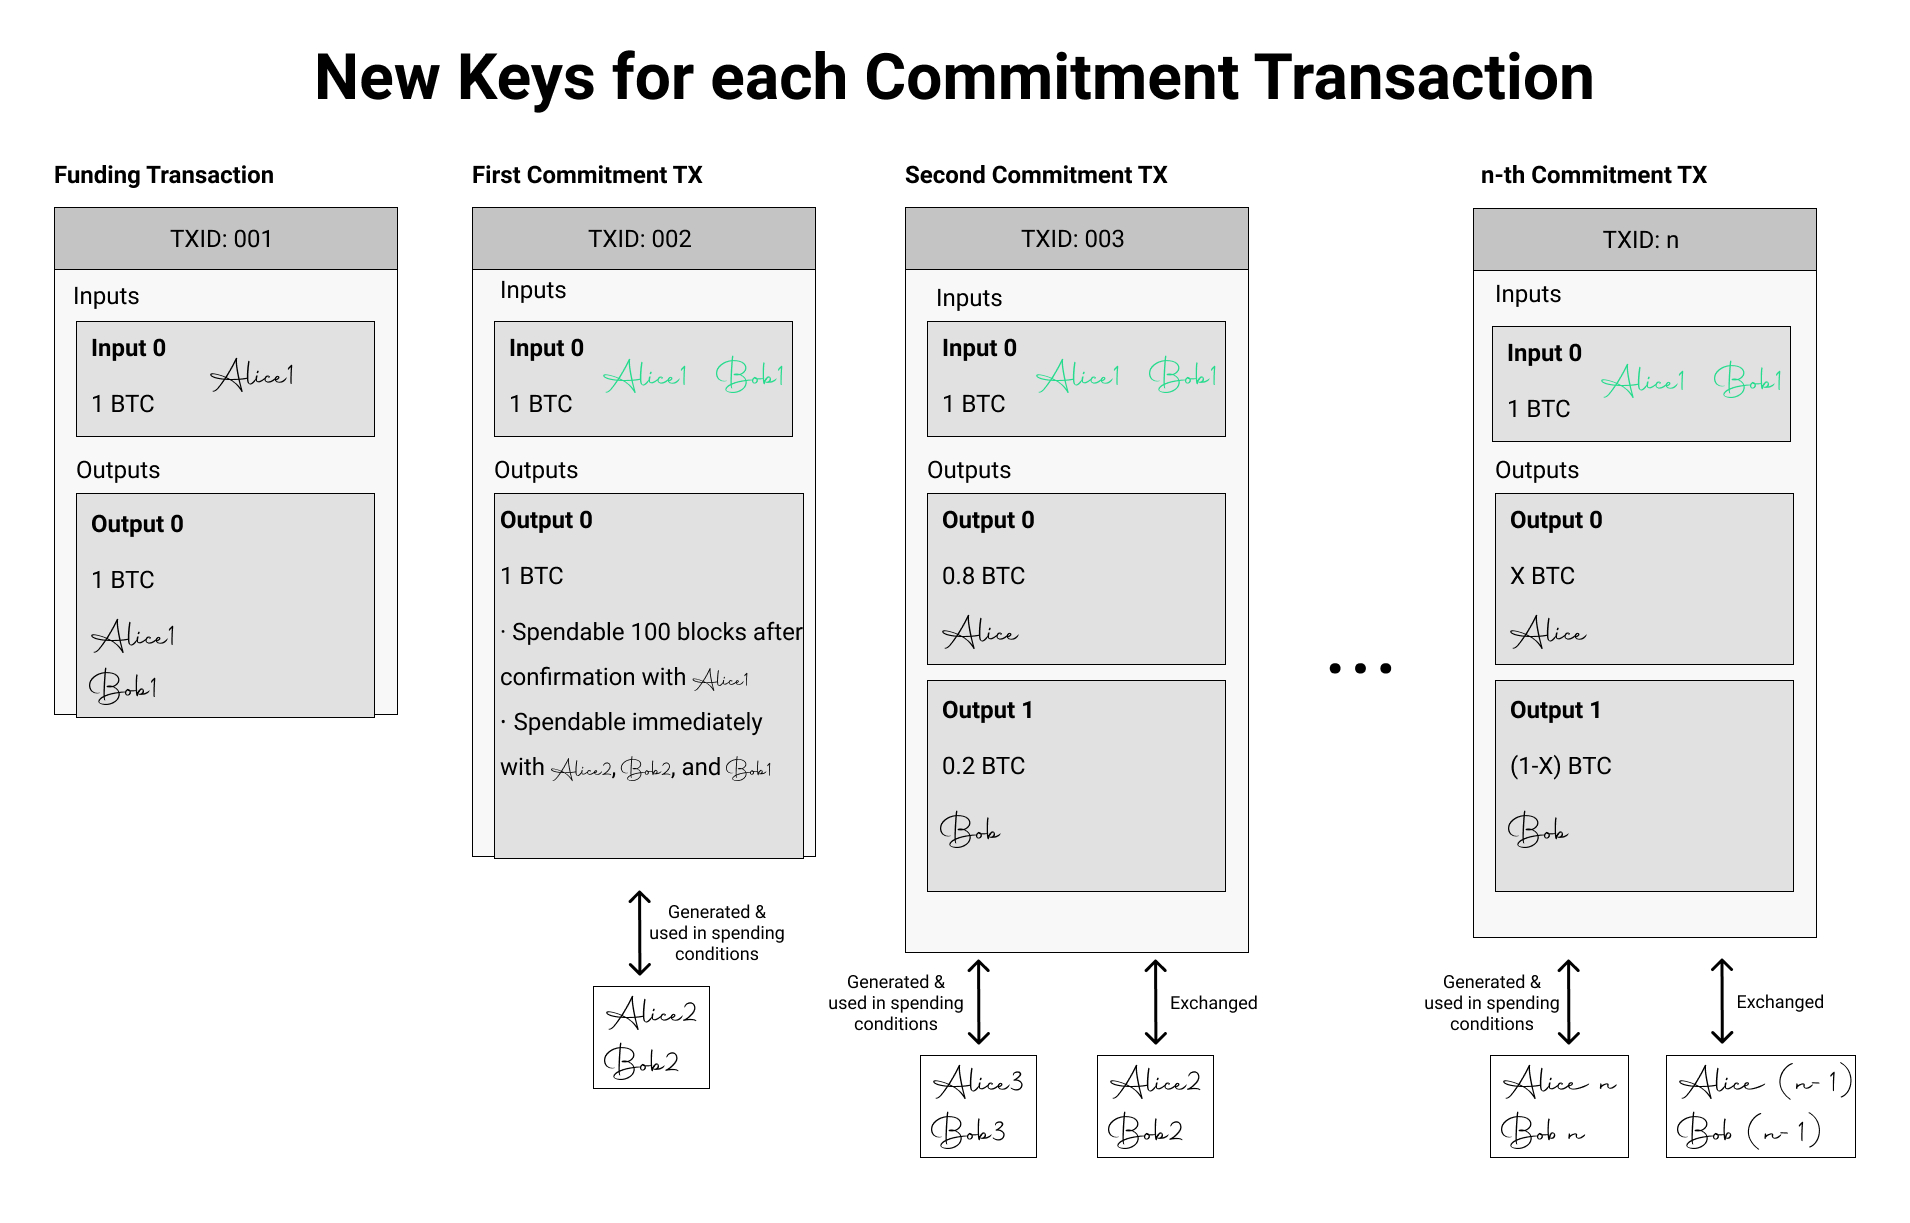 New Keys for each Commitment Transaction
Funding Transaction
TXID: 001
Inputs
Input 0
Alice1
1 BTC
Outputs
Output 0
1 BTC
Alice1
Bob1
First Commitment TX
TXID: 002
Inputs
Input 0
Alice1 Bob1
1 BTC
Outputs
Output 0
1 BTC
· Spendable 100 blocks after
confirmation with Alice1
· Spendable immediately
with Alice2, Bob2, and Bob1
Generated &
used in spending
conditions
Alice2
Bob2
Second Commitment TX
TXID: 003
Inputs
Input 0
Alice1 Bob1
1 BTC
Outputs
Output 0
0.8 BTC
Alice
Output 1
0.2 BTC
Bob
Generated &
used in spending
conditions
Alice3
Bob3
Exchanged
Alice2
Bob2
...
n-th Commitment TX
TXID: n
Inputs
Input 0
Alice1 Bob1
1 BTC
Outputs
Output 0
X BTC
Alice
Output 1
(1-X) BTC
Bob
Generated &
used in spending
conditions
Alice n
Bob n
Exchanged
Alice (n-1)
Bob (n-1)